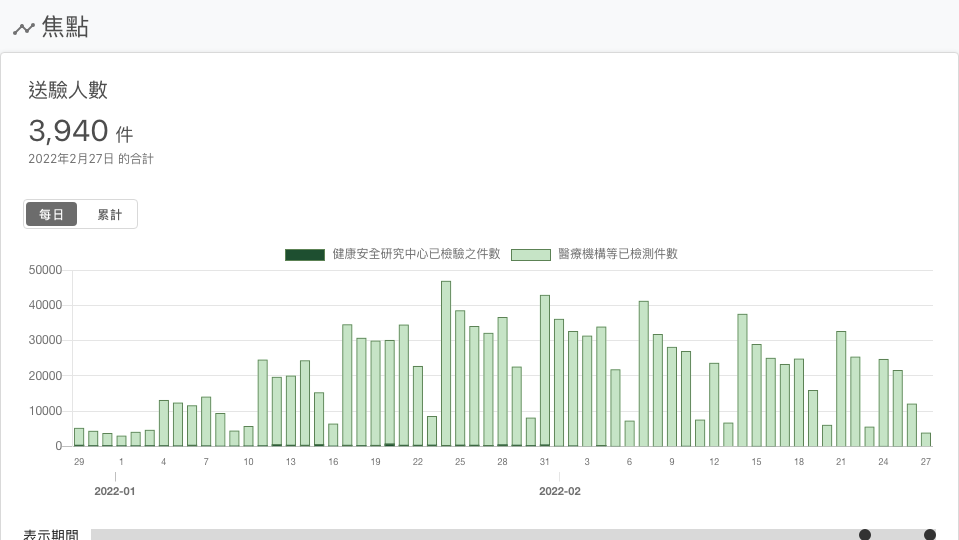 焦點
送驗人數
3,940 件
2022年2月27日 的合計
每日 累計
健康安全研究中心已檢驗之件數 醫療機構等已檢測件數
50000
40000
30000
20000
10000
0
29 1 4 7 10 13 16 19 22 25 28 31 3 6 9 12 15 18 21 24 27
2022-01 2022-02
表示期間